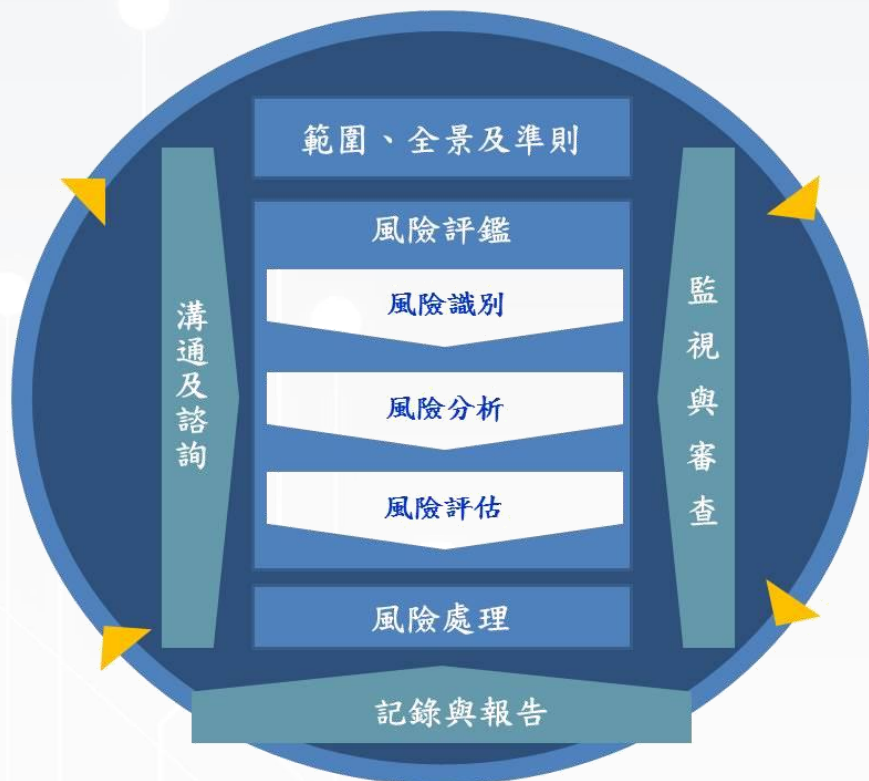 範圍、全景及準則
風險評鑑
風險識別
風險分析
風險評估
風險處理
溝通及諮詢
監視與審查
記錄與報告